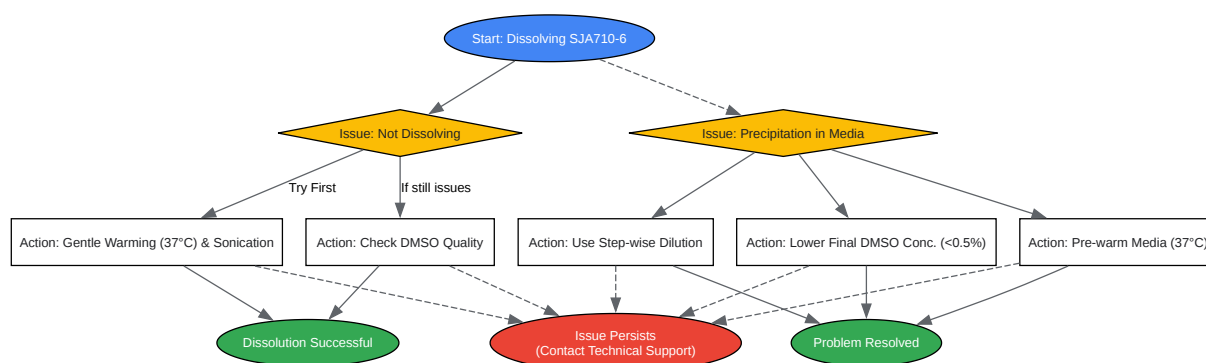 Start: Dissolving SJA710-6
Issue: Not Dissolving
Issue: Precipitation in Media
Try First
If still issues
Action: Gentle Warming (37°C) & Sonication
Action: Check DMSO Quality
Action: Use Step-wise Dilution
Action: Lower Final DMSO Conc. (<0.5%)
Action: Pre-warm Media (37°C)
Dissolution Successful
Issue Persists
(Contact Technical Support)
Problem Resolved